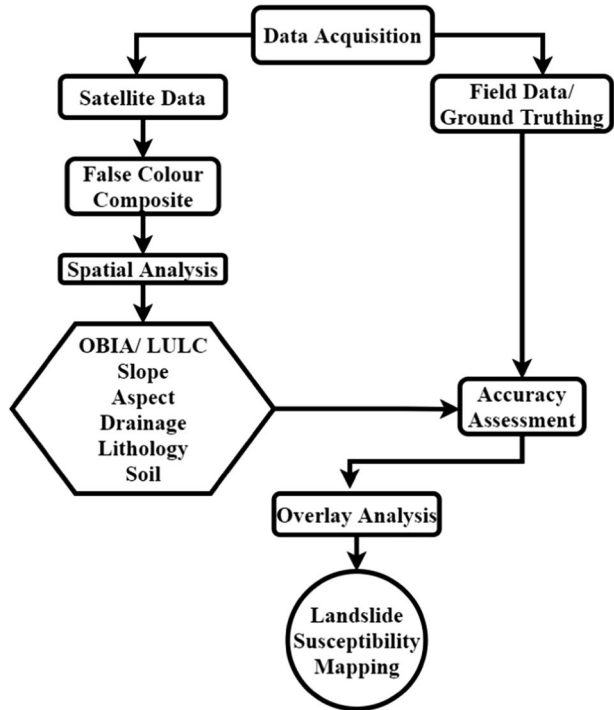 Data Acquisition
Satellite Data
Field Data/
Ground Truthing
False Colour
Composite
Spatial Analysis
OBIA/ LULC
Slope
Aspect
Drainage
Lithology
Soil
Accuracy
Assessment
Overlay Analysis
Landslide
Susceptibility
Mapping